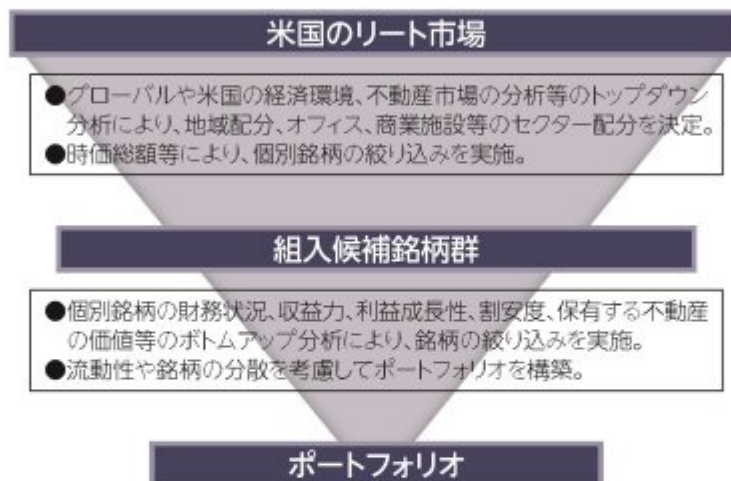 米国のリート市場
●グローバルや米国の経済環境、不動産市場の分析等のトップダウン
分析により、地域配分、オフィス、商業施設等のセクター配分を決定。
●時価総額等により、個別銘柄の絞り込みを実施。
組入候補銘柄群
●個別銘柄の財務状況、収益力、利益成長性、割安度、保有する不動産
の価値等のボトムアップ分析により、銘柄の絞り込みを実施。
●流動性や銘柄の分散を考慮してポートフォリオを構築。
ポートフォリオ